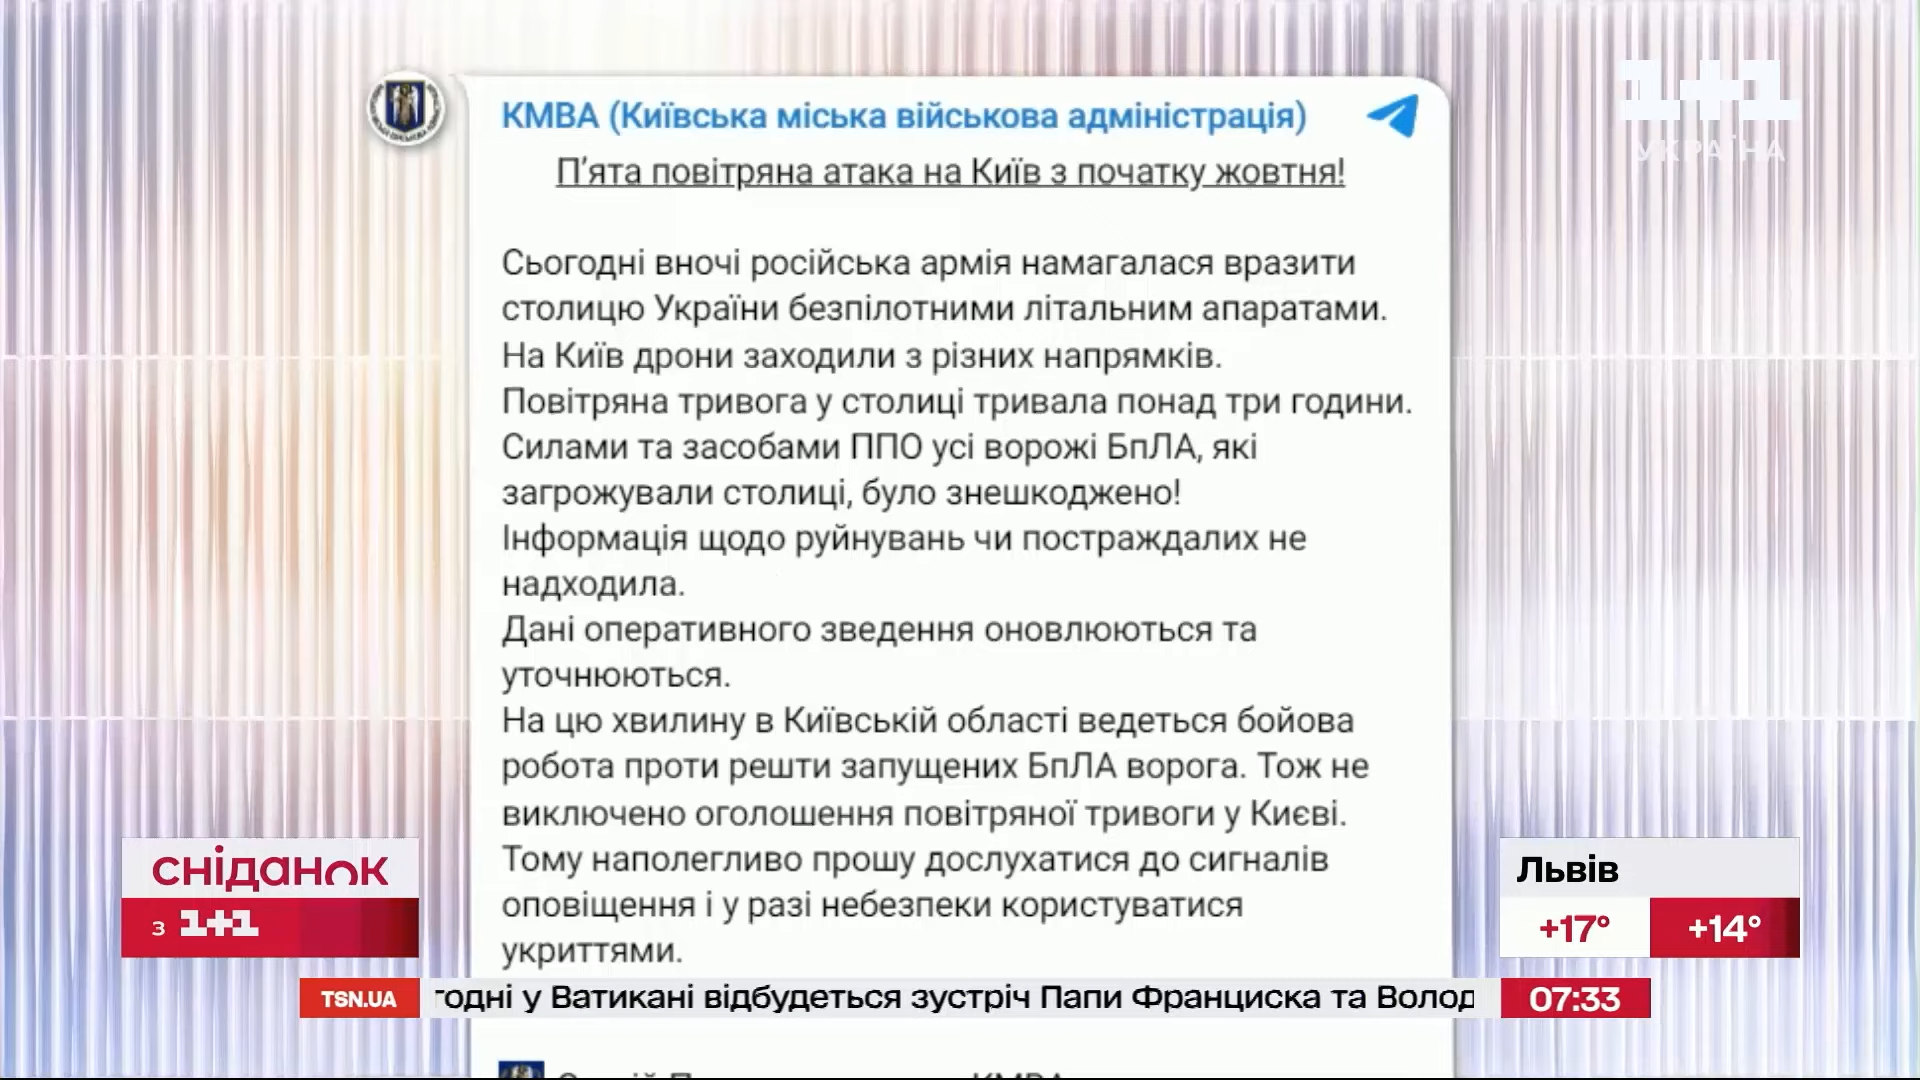 КМВА (Київська міська військова адміністрація)
П’ята повітряна атака на Київ з початку жовтня!
Сьогодні вночі російська армія намагалася вразити
столицю України безпілотними літальним апаратами.
На Київ дрони заходили з різних напрямків.
Повітряна тривога у столиці тривала понад три години.
Силами та засобами ППО усі ворожі БпЛА, які
загрожували столиці, було знешкоджено!
Інформація щодо руйнувань чи постраждалих не
надходила.
Дані оперативного зведення оновлюються та
уточнюються.
На цю хвилину в Київській області ведеться бойова
робота проти решти запущених БпЛА ворога. Тож не
виключено оголошення повітряної тривоги у Києві.
Тому наполегливо прошу дослухатися до сигналів
оповіщення і у разі небезпеки користуватися
укриттями.
1+1
УКРАЇНА
СНІДАНОК
з 1+1
Львів
+17° +14°
TSN.UA
годні у Ватикані відбудеться зустріч Папи Франциска та Волод
07:33